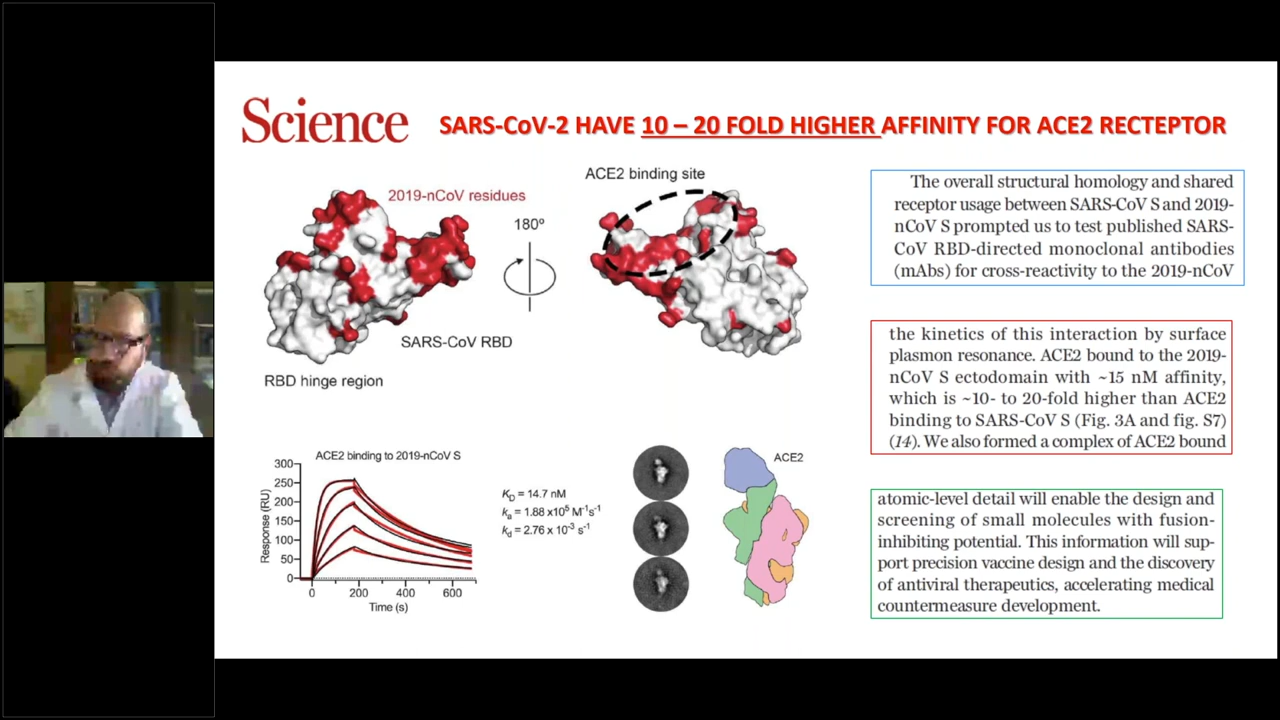 Science
SARS-CoV-2 HAVE 10 – 20 FOLD HIGHER AFFINITY FOR ACE2 RECTEPTOR
2019-nCoV residues
180º
ACE2 binding site
SARS-CoV RBD
RBD hinge region
The overall structural homology and shared
receptor usage between SARS-CoV S and 2019-
nCoV S prompted us to test published SARS-
CoV RBD-directed monoclonal antibodies
(mAbs) for cross-reactivity to the 2019-nCoV
the kinetics of this interaction by surface
plasmon resonance. ACE2 bound to the 2019-
nCoV S ectodomain with ~15 nM affinity,
which is ~10- to 20-fold higher than ACE2
binding to SARS-CoV S (Fig. 3A and fig. S7)
(14). We also formed a complex of ACE2 bound
ACE2 binding to 2019-nCoV S
Response (RU)
300
250
200
150
100
50
0
0 200 400 600
Time (s)
KD = 14.7 nM
ka = 1.88 x10⁵ M⁻¹s⁻¹
kd = 2.76 x 10⁻³ s⁻¹
ACE2
atomic-level detail will enable the design and
screening of small molecules with fusion-
inhibiting potential. This information will sup-
port precision vaccine design and the discovery
of antiviral therapeutics, accelerating medical
countermeasure development.